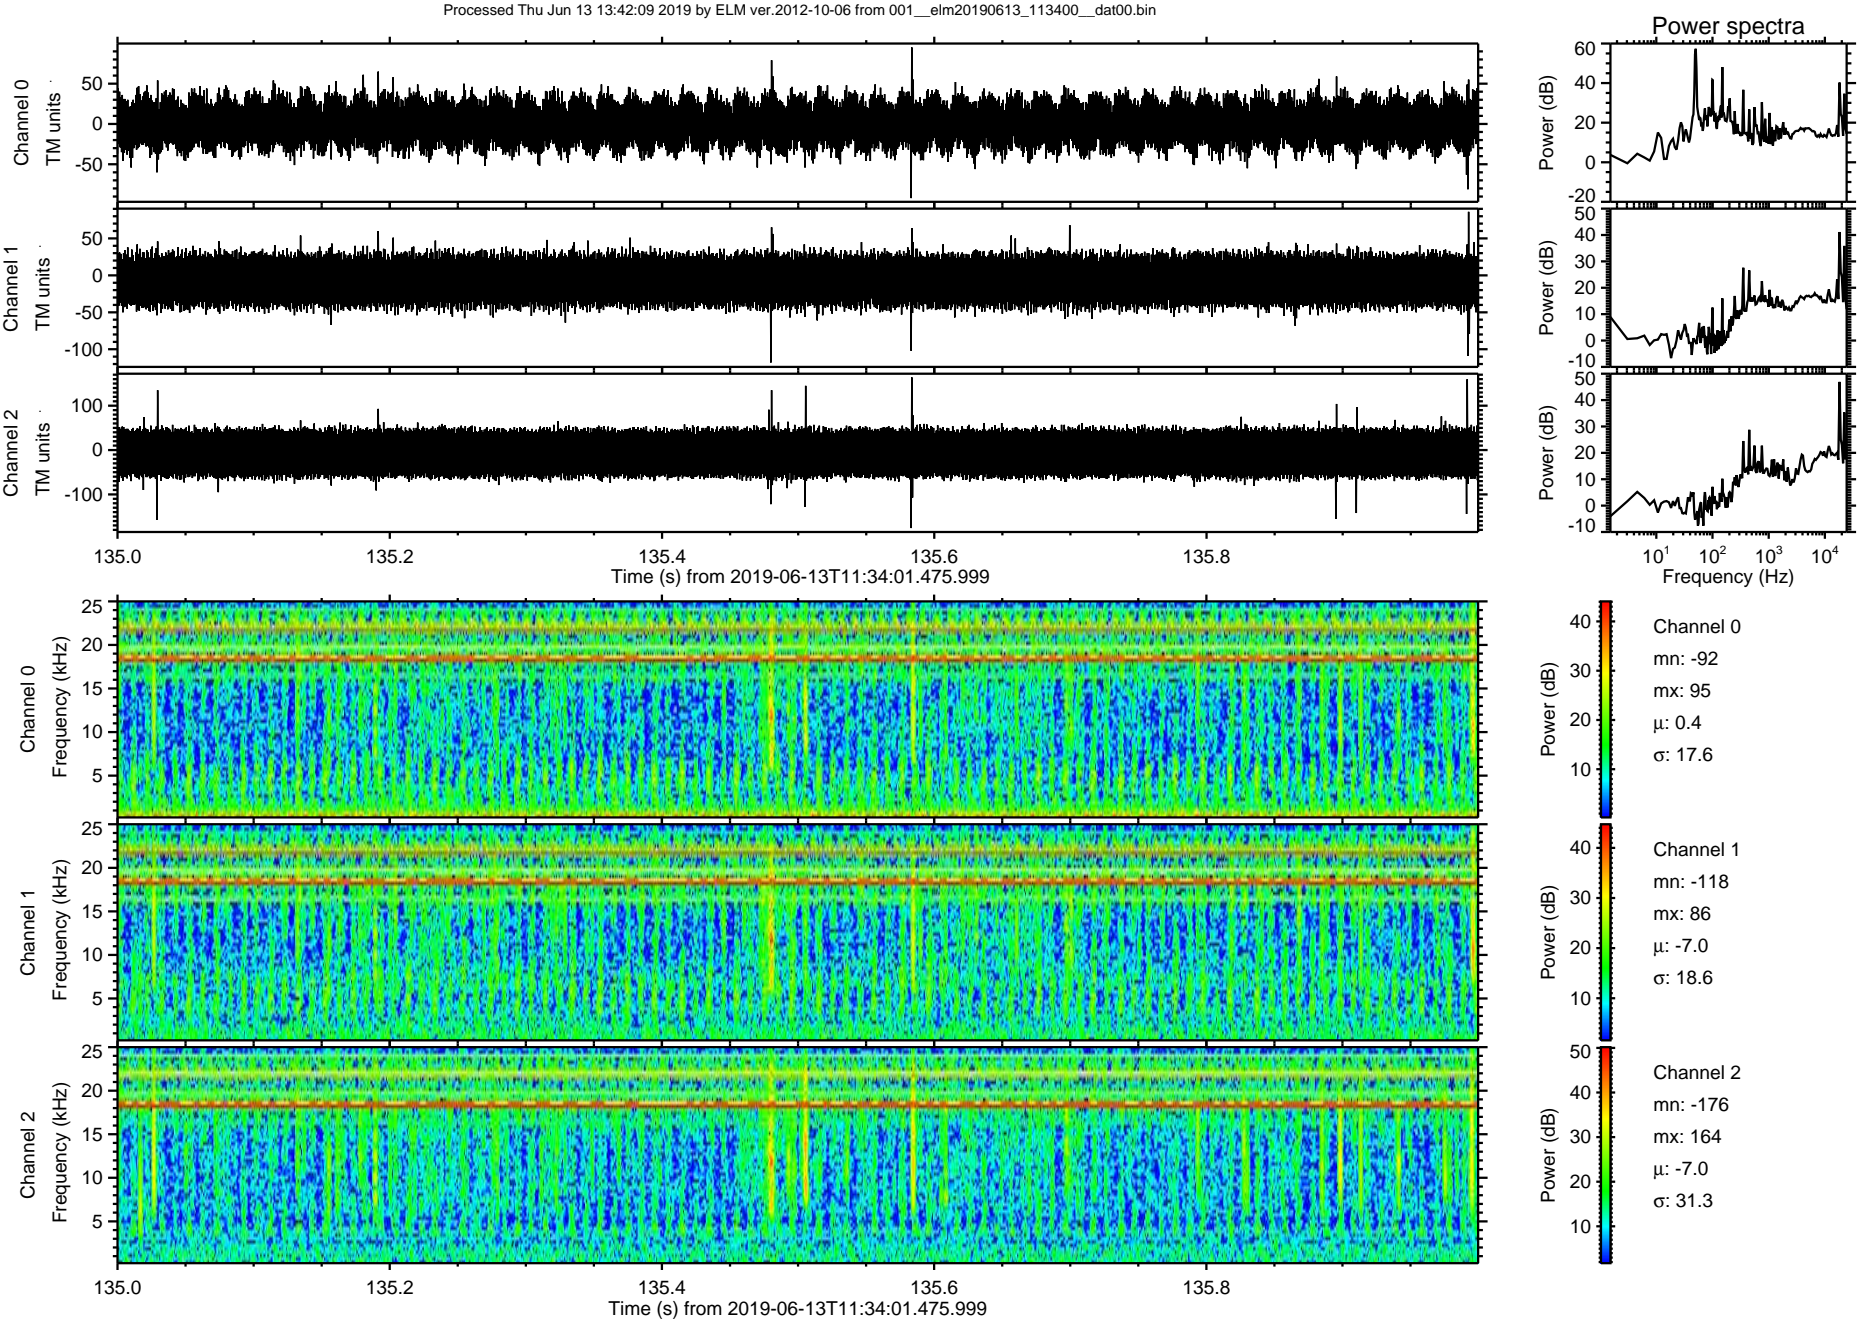 Processed Thu Jun 13 13:42:09 2019 by ELM ver.2012-10-06 from 001__elm20190613_113400__dat00.bin
Power spectra
Channel 0
TM units
50
0
-50
Power (dB)
60
40
20
0
-20
Channel 1
TM units
50
0
-50
-100
Power (dB)
50
40
30
20
10
0
-10
Channel 2
TM units
100
0
-100
Power (dB)
50
40
30
20
10
0
-10
135.0 135.2 135.4 135.6 135.8
Time (s) from 2019-06-13T11:34:01.475.999
10^1 10^2 10^3 10^4
Frequency (Hz)
Channel 0
Frequency (kHz)
25
20
15
10
5
Power (dB)
40
30
20
10
Channel 0
mn: -92
mx: 95
μ: 0.4
σ: 17.6
Channel 1
Frequency (kHz)
25
20
15
10
5
Power (dB)
40
30
20
10
Channel 1
mn: -118
mx: 86
μ: -7.0
σ: 18.6
Channel 2
Frequency (kHz)
25
20
15
10
5
Power (dB)
50
40
30
20
10
Channel 2
mn: -176
mx: 164
μ: -7.0
σ: 31.3
135.0 135.2 135.4 135.6 135.8
Time (s) from 2019-06-13T11:34:01.475.999